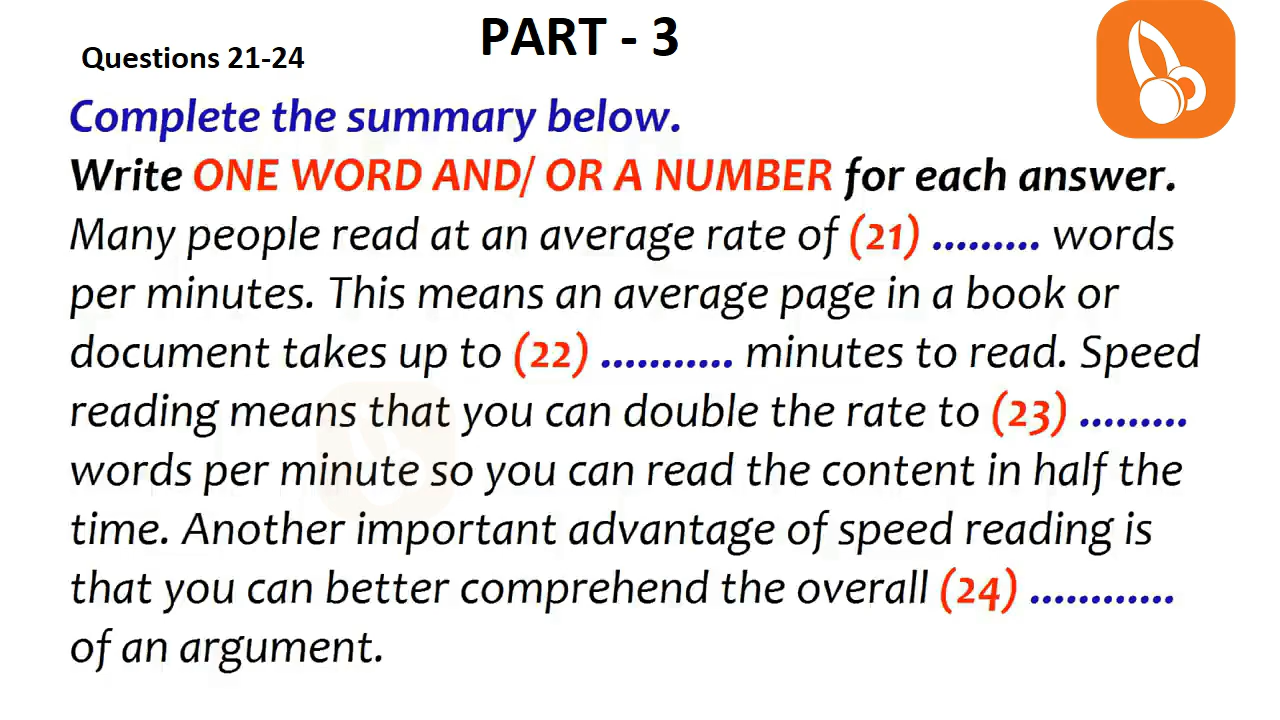 PART - 3
Questions 21-24
Complete the summary below.
Write ONE WORD AND/ OR A NUMBER for each answer.
Many people read at an average rate of (21) ......... words
per minutes. This means an average page in a book or
document takes up to (22) ........... minutes to read. Speed
reading means that you can double the rate to (23) .........
words per minute so you can read the content in half the
time. Another important advantage of speed reading is
that you can better comprehend the overall (24) ............
of an argument.